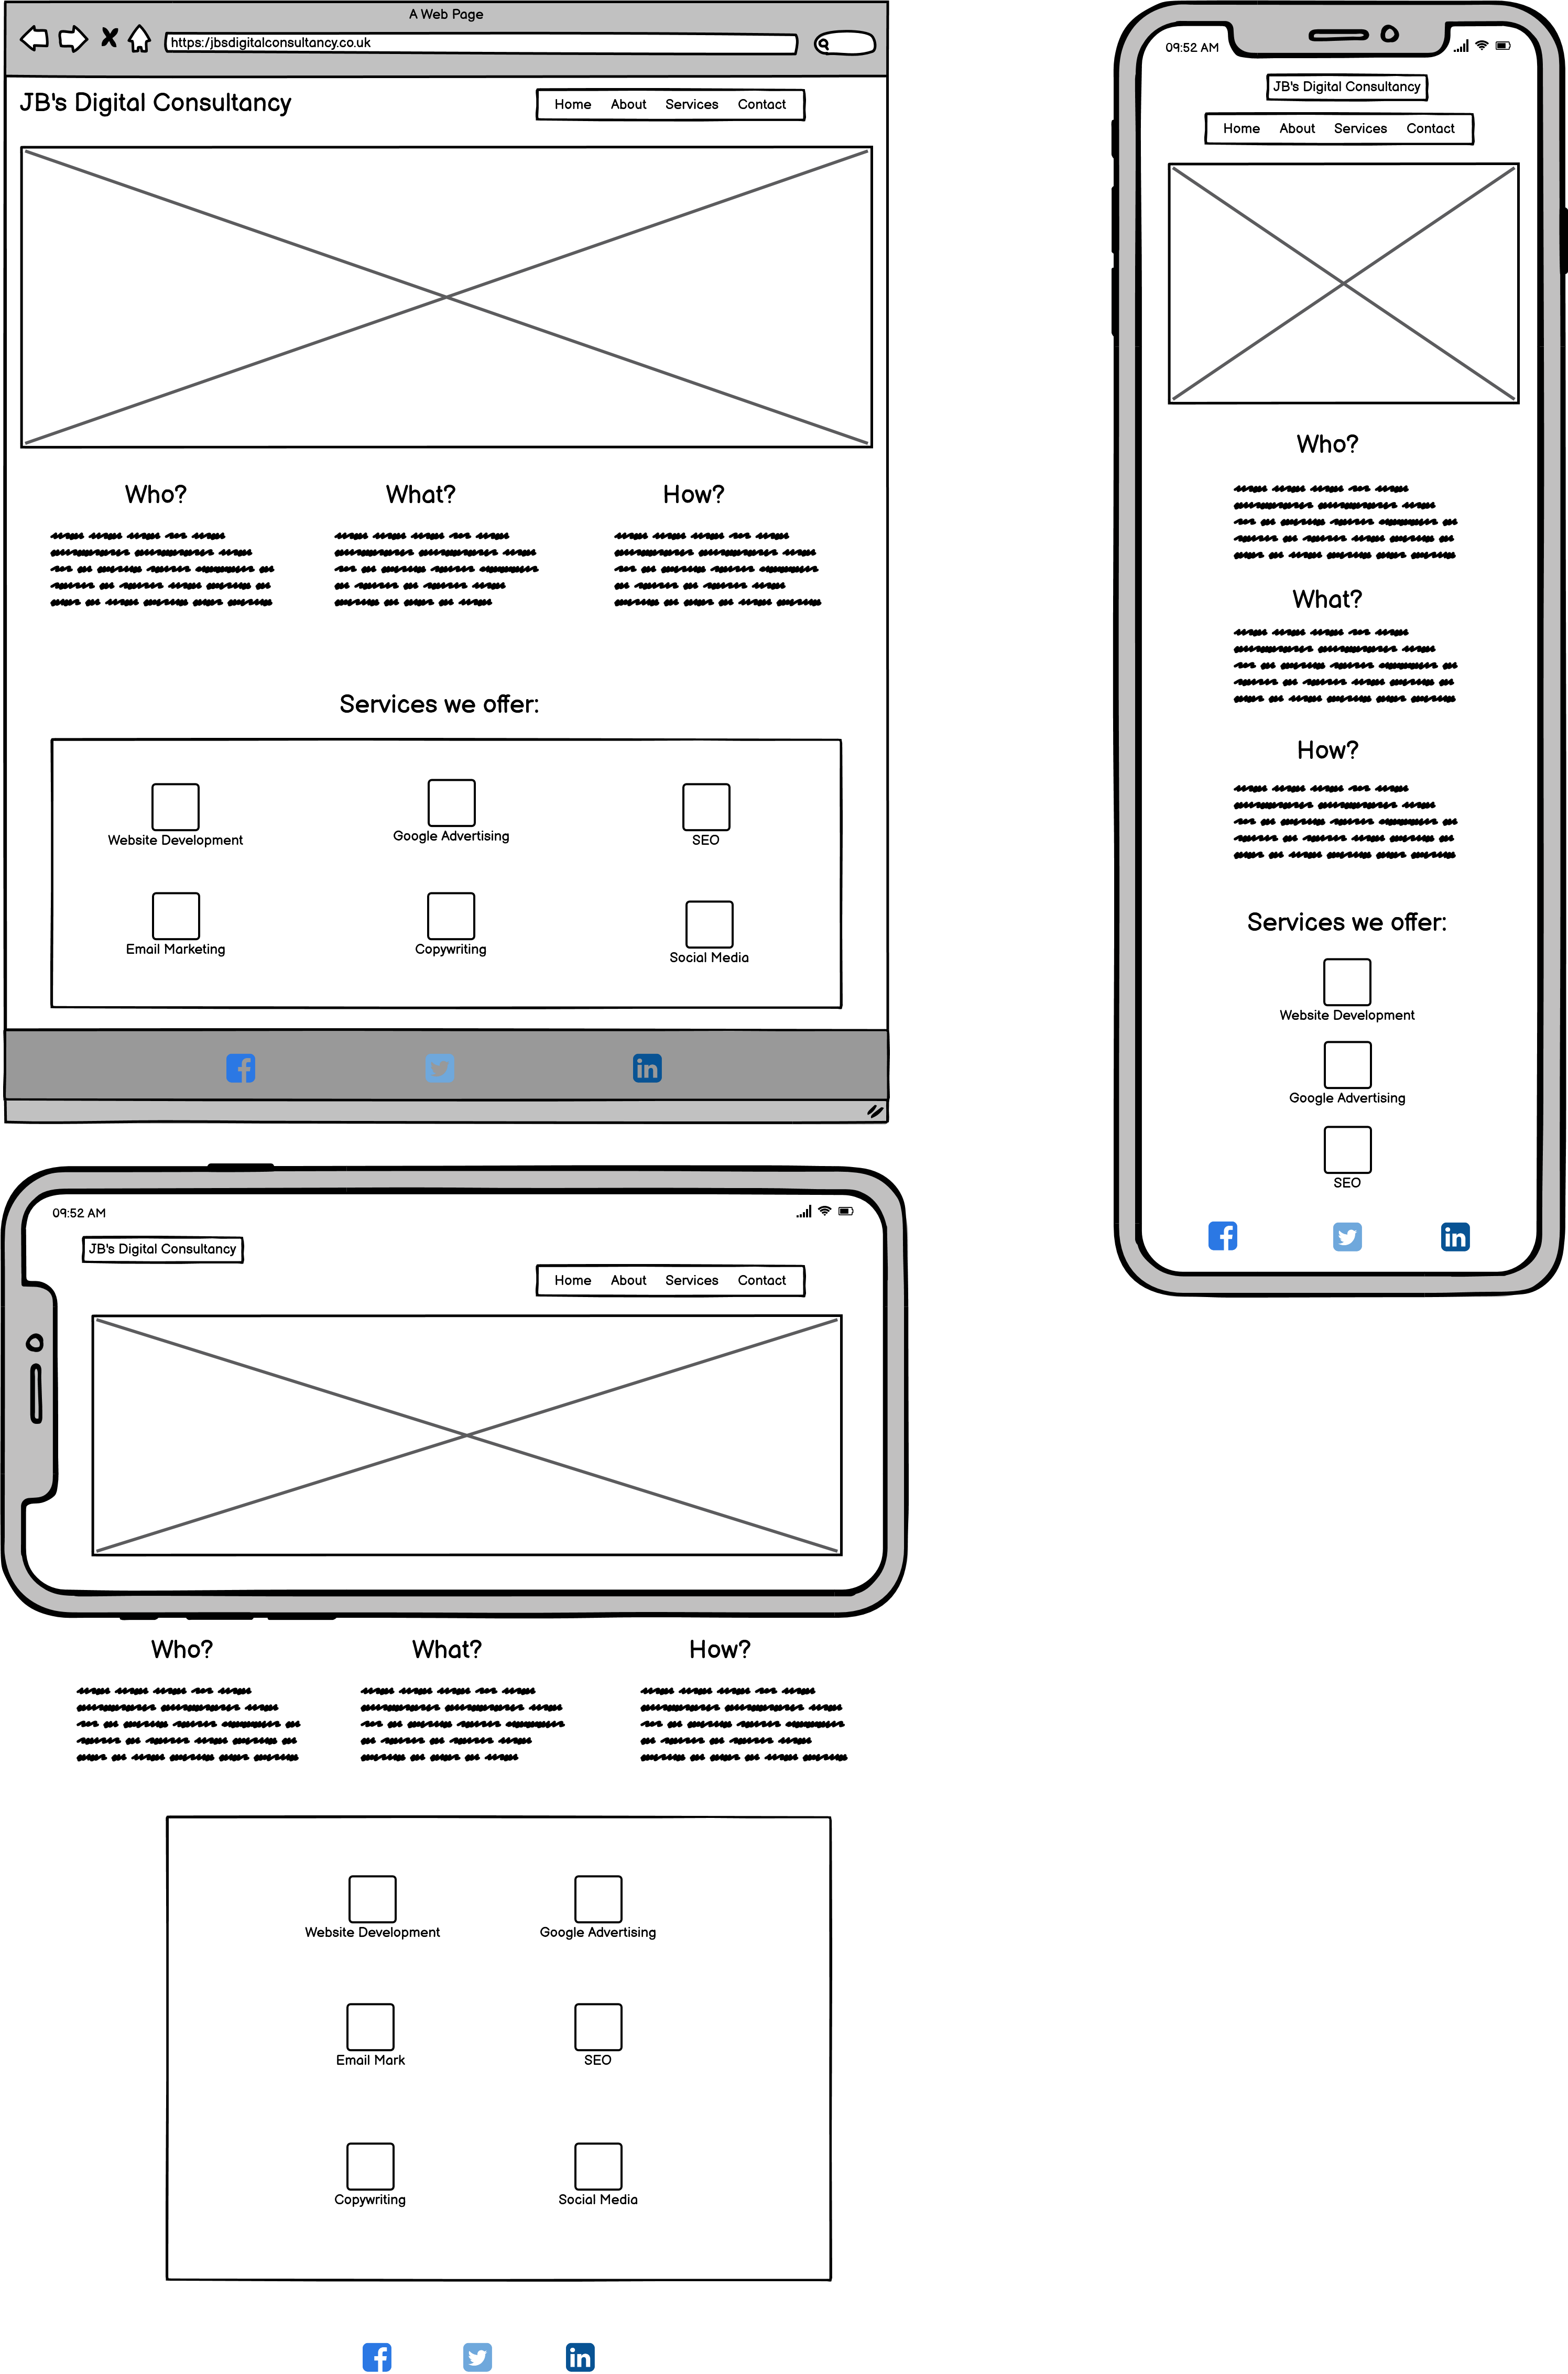 A Web Page
https:/jbsdigitalconsultancy.co.uk
JB's Digital Consultancy
Home About Services Contact
Who? What? How?
Services we offer:
Website Development Google Advertising SEO
Email Marketing Copywriting Social Media
09:52 AM
JB's Digital Consultancy
Home About Services Contact
Who? What? How?
Website Development Google Advertising
Email Mark SEO
Copywriting Social Media
09:52 AM
JB's Digital Consultancy
Home About Services Contact
Who?
What?
How?
Services we offer:
Website Development
Google Advertising
SEO